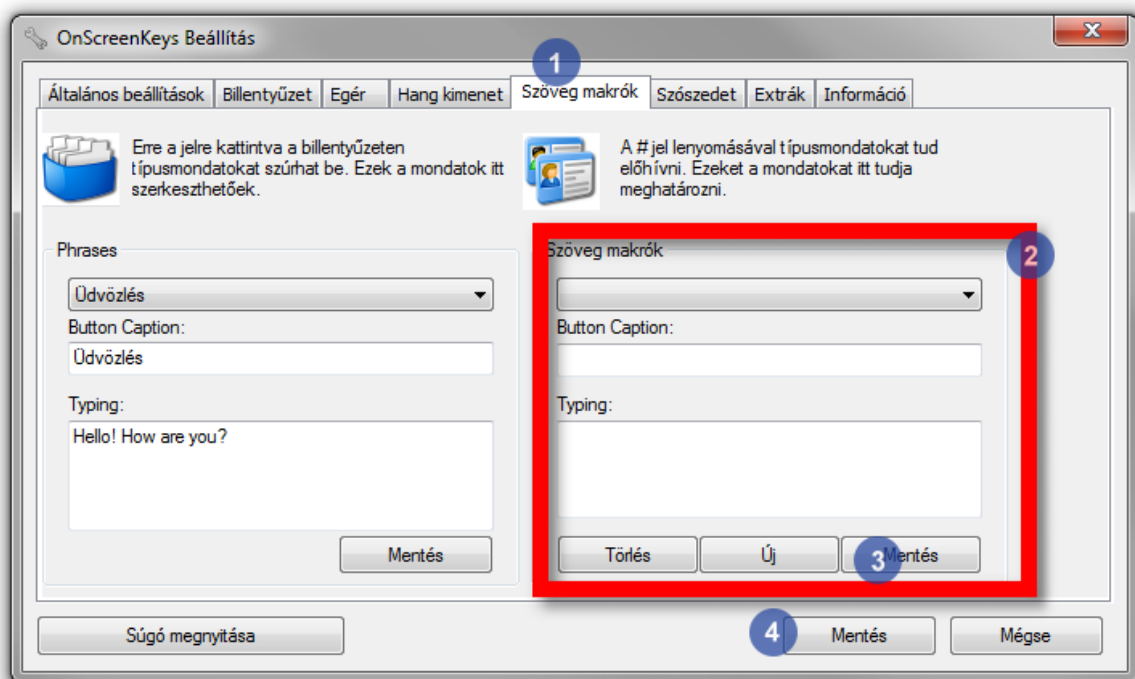 OnScreenKeys Beállítás
1
Általános beállítások
Billentyűzet
Egér
Hang kimenet
Szöveg makrók
Szószedet
Extrák
Információ
Erre a jelre kattintva a billentyűzeten
típusmondatokat szúrhat be. Ezek a mondatok itt
szerkeszthetőek.
A # jel lenyomásával típusmondatokat tud
előhívni. Ezeket a mondatokat itt tudja
meghatározni.
Phrases
Üdvözlés
Button Caption:
Üdvözlés
Typing:
Hello! How are you?
Mentés
Szöveg makrók
2
Button Caption:
Typing:
Törlés
Új
3
Mentés
Súgó megnyitása
4
Mentés
Mégse